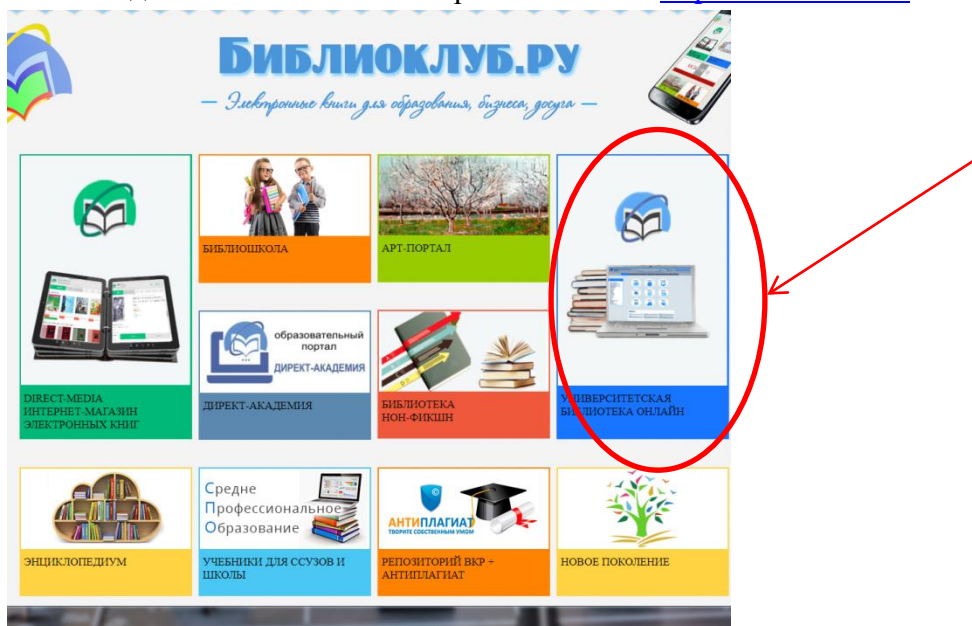 БИБЛИОКЛУБ.РУ
— Электронные книги для образования, бизнеса, досуга —
БИБЛИОШКОЛА
АРТ-ПОРТАЛ
образовательный
портал
ДИРЕКТ-АКАДЕМИЯ
DIRECT-MEDIA
ИНТЕРНЕТ-МАГАЗИН
ЭЛЕКТРОННЫХ КНИГ
ДИРЕКТ-АКАДЕМИЯ
БИБЛИОТЕКА
НОН-ФИКШН
УНИВЕРСИТЕТСКАЯ
БИБЛИОТЕКА ОНЛАЙН
Средне
Профессиональное
Образование
АНТИПЛАГИАТ
ТВОРИТЕ СОБСТВЕННЫМ УМОМ
ЭНЦИКЛОПЕДИУМ
УЧЕБНИКИ ДЛЯ ССУЗОВ И
ШКОЛЫ
РЕПОЗИТОРИЙ ВКР +
АНТИПЛАГИАТ
НОВОЕ ПОКОЛЕНИЕ